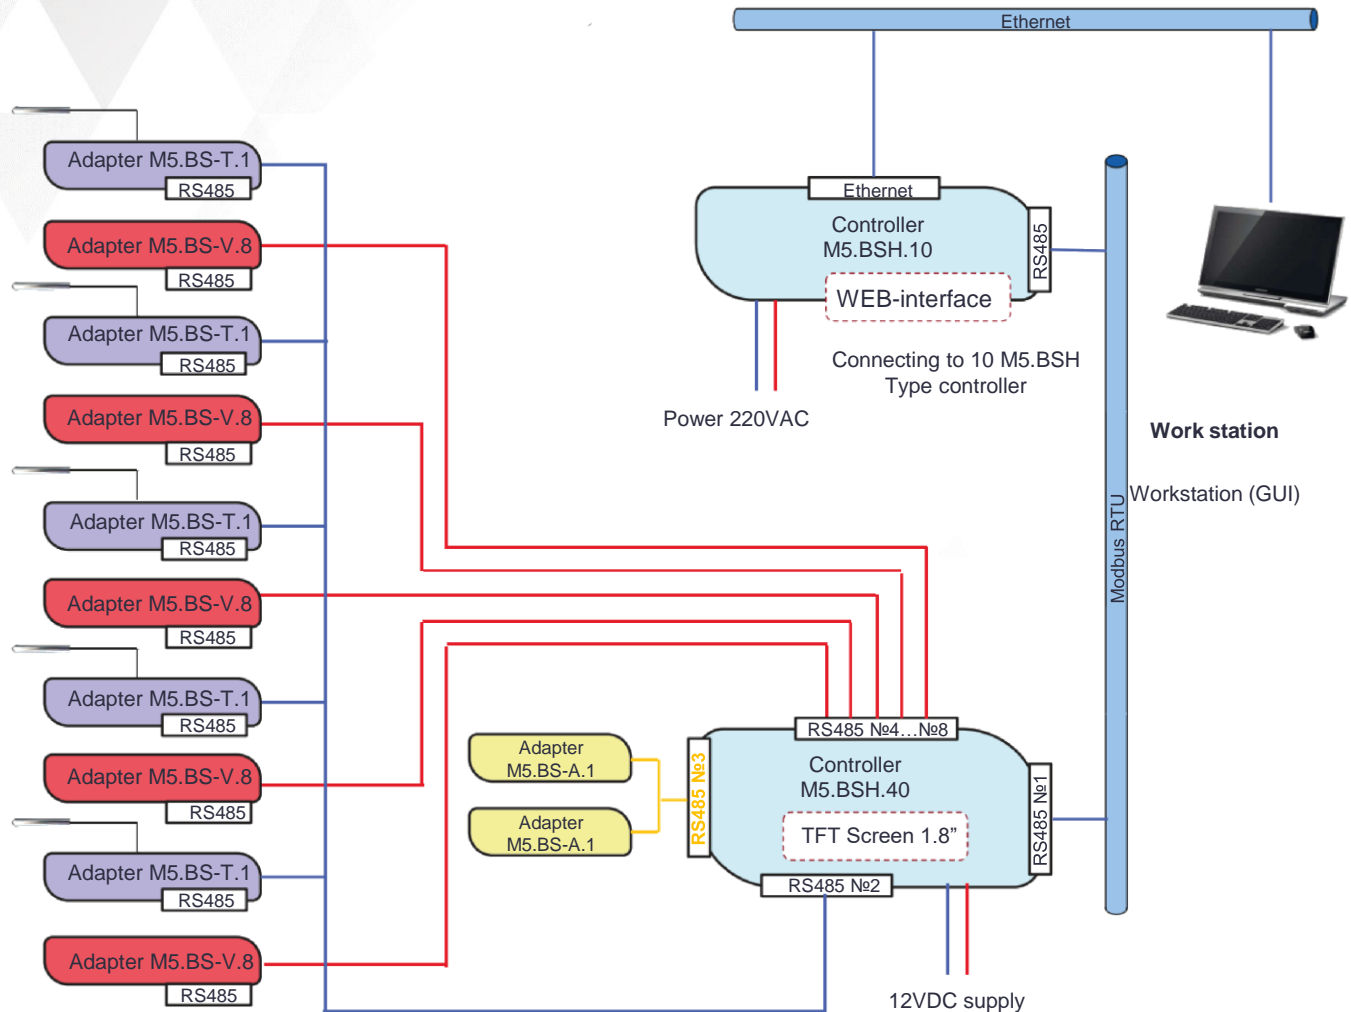 Ethernet
Adapter M5.BS-T.1
RS485
Adapter M5.BS-V.8
RS485
Adapter M5.BS-T.1
RS485
Adapter M5.BS-V.8
RS485
Adapter M5.BS-T.1
RS485
Adapter M5.BS-V.8
RS485
Adapter M5.BS-T.1
RS485
Adapter M5.BS-V.8
RS485
Adapter M5.BS-T.1
RS485
Adapter M5.BS-V.8
RS485
Ethernet
Controller
M5.BSH.10
RS485
WEB-interface
Connecting to 10 M5.BSH
Type controller
Power 220VAC
Work station
Workstation (GUI)
Modbus RTU
RS485 №4...№8
Adapter
M5.BS-A.1
Adapter
M5.BS-A.1
RS485 №3
Controller
M5.BSH.40
TFT Screen 1.8”
RS485 №1
RS485 №2
12VDC supply